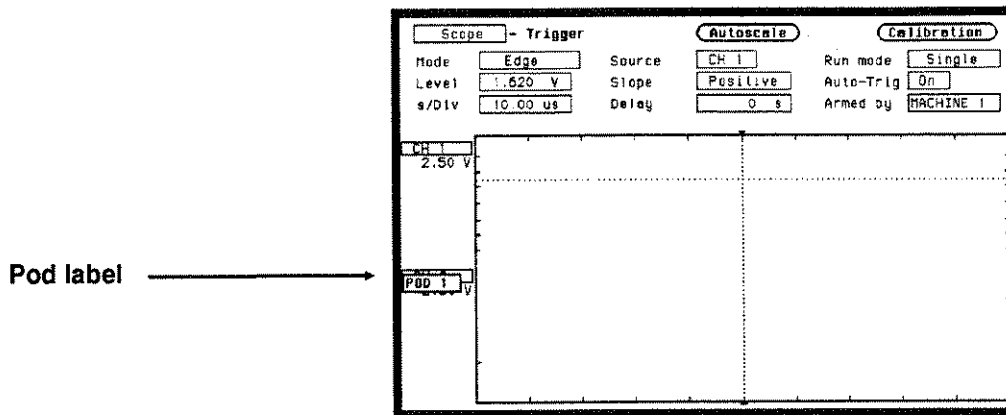 Scope - Trigger Autoscale Calibration
Mode Edge Source CH 1 Run mode Single
Level 1.620 V Slope Positive Auto-Trig On
s/Div 10.00 us Delay 0 s Armed by MACHINE 1
CH 1
2.50 V
Pod label
POD 1
V